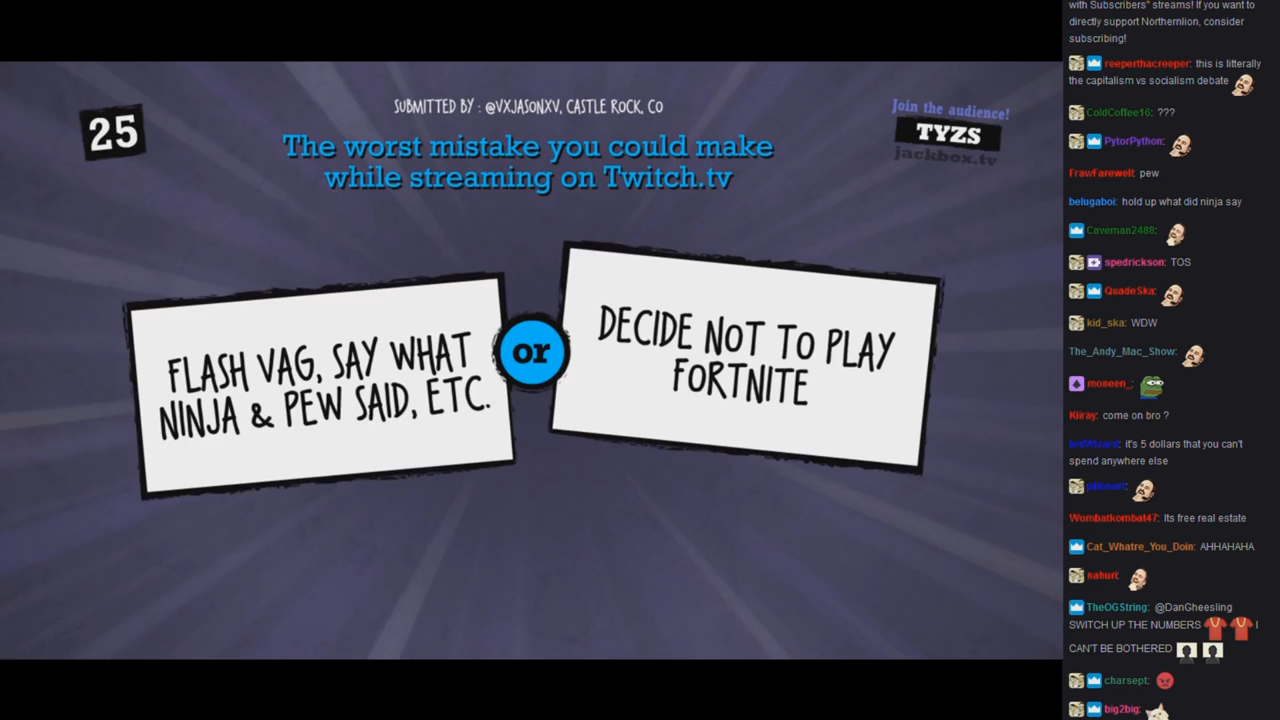 25
SUBMITTED BY : @VXJASONXV, CASTLE ROCK, CO
The worst mistake you could make
while streaming on Twitch.tv
Join the audience!
TYZS
jackbox.tv
FLASH VAG, SAY WHAT
NINJA & PEW SAID, ETC.
or
DECIDE NOT TO PLAY
FORTNITE
with Subscribers" streams! If you want to
directly support Northernlion, consider
subscribing!
reeperthacreeper: this is litterally
the capitalism vs socialism debate
ColdCoffee16: ???
PytorPython:
FrawFarewelt: pew
belugaboi: hold up what did ninja say
Caveman2488:
spedrickson: TOS
QuadeSka:
kid_ska: WDW
The_Andy_Mac_Show:
moneen_:
Kiiray: come on bro ?
it's 5 dollars that you can't
spend anywhere else
Wombatkombat47: Its free real estate
Cat_Whatre_You_Doin: AHHAHAHA
nahuri:
TheOGString: @DanGheesling
SWITCH UP THE NUMBERS I
CAN'T BE BOTHERED
charsept:
big2big: